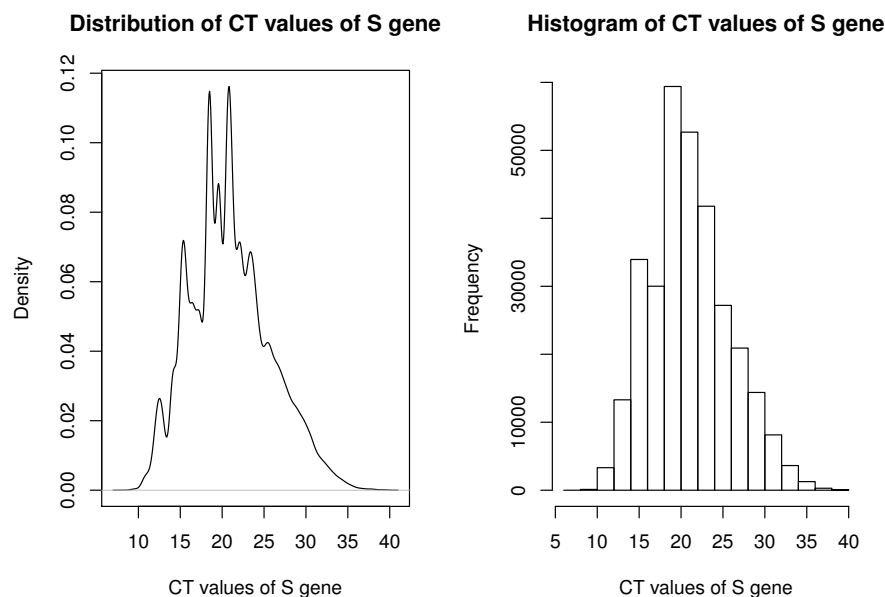 Distribution of CT values of S gene
Density
0.00 0.02 0.04 0.06 0.08 0.10 0.12
10 15 20 25 30 35 40
CT values of S gene
Histogram of CT values of S gene
Frequency
0 10000 30000 50000
5 10 15 20 25 30 35 40
CT values of S gene